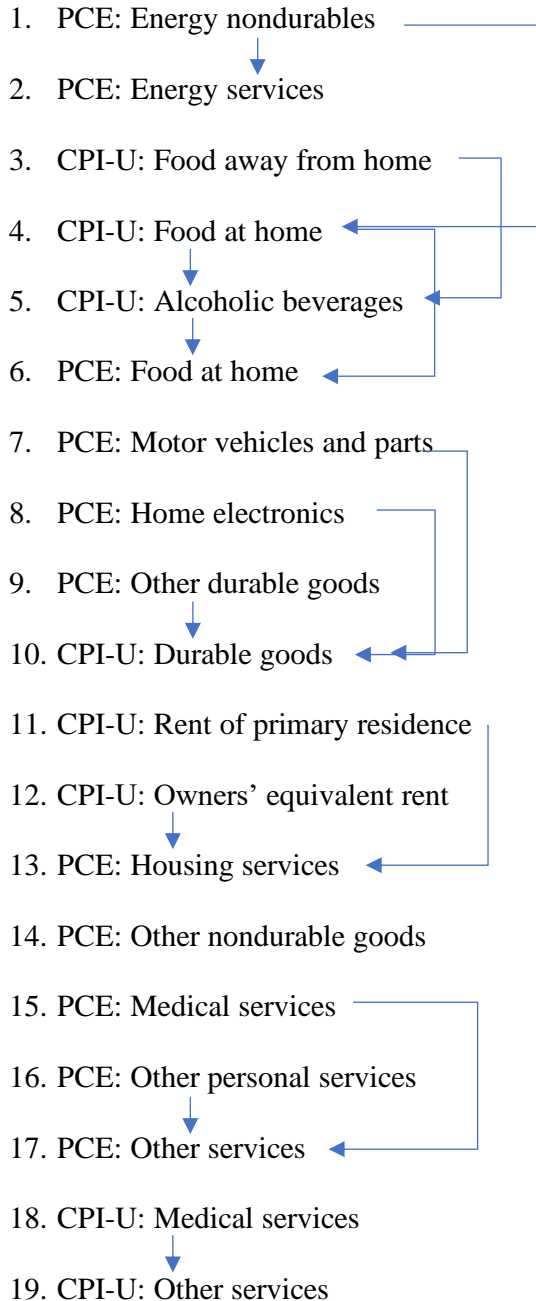 1. PCE: Energy nondurables
2. PCE: Energy services
3. CPI-U: Food away from home
4. CPI-U: Food at home
5. CPI-U: Alcoholic beverages
6. PCE: Food at home
7. PCE: Motor vehicles and parts
8. PCE: Home electronics
9. PCE: Other durable goods
10. CPI-U: Durable goods
11. CPI-U: Rent of primary residence
12. CPI-U: Owners’ equivalent rent
13. PCE: Housing services
14. PCE: Other nondurable goods
15. PCE: Medical services
16. PCE: Other personal services
17. PCE: Other services
18. CPI-U: Medical services
19. CPI-U: Other services